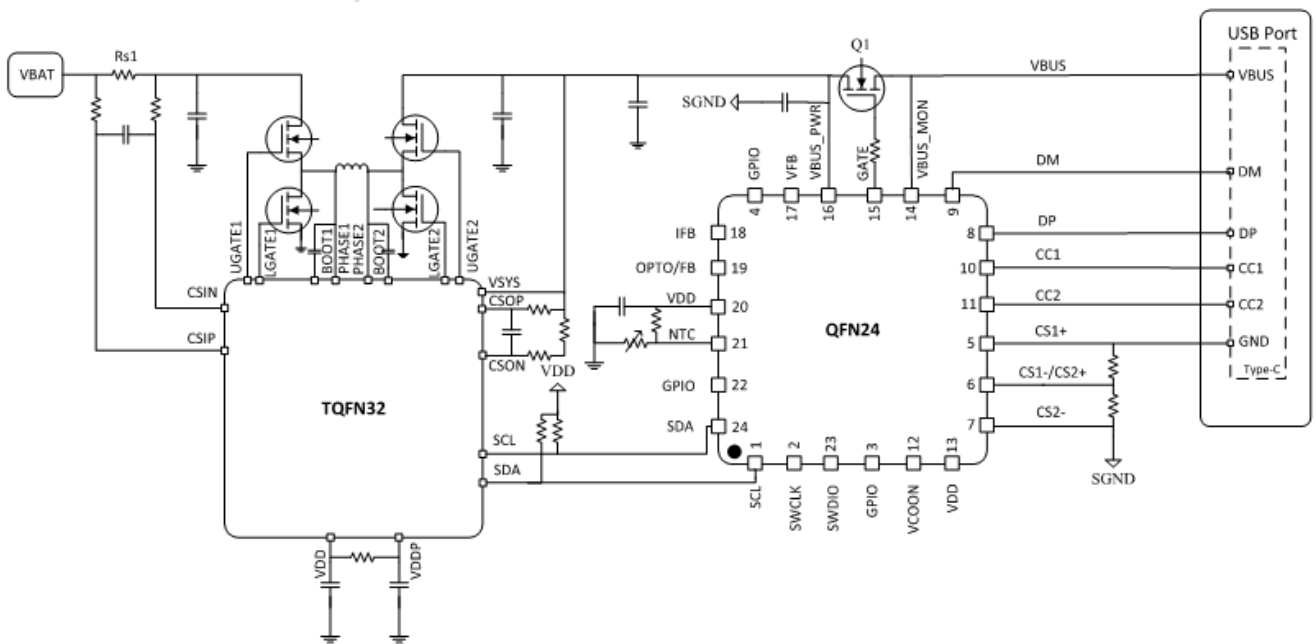 USB Port
Q1
Rs1
VBAT
VBUS
VBUS
SGND
GPIO
VFB
VBUS_PWR
GATE
VBUS_MON
DM
DM
4
17
16
15
14
9
UGATE1
LGATE1
BOOT1
PHASE1
PHASE2
BOOT2
LGATE2
UGATE2
IFB
18
8
DP
DP
OPTO/FB
19
10
CC1
CC1
VSYS
CSIN
CSOP
VDD
20
11
CC2
CC2
QFN24
CSIP
NTC
21
5
CS1+
GND
CSON
VDD
Type-C
GPIO
22
6
CS1-/CS2+
TQFN32
SDA
24
7
CS2-
SCL
SDA
1
2
23
3
12
13
SGND
SCL
SWCLK
SWDIO
GPIO
VCOON
VDD
VDD
VDDP